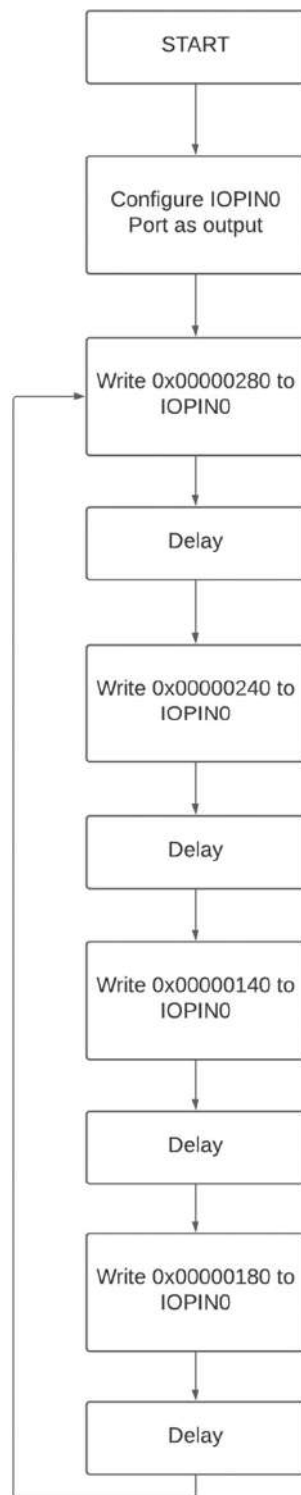 START
Configure IOPIN0
Port as output
Write 0x00000280 to
IOPIN0
Delay
Write 0x00000240 to
IOPIN0
Delay
Write 0x00000140 to
IOPIN0
Delay
Write 0x00000180 to
IOPIN0
Delay